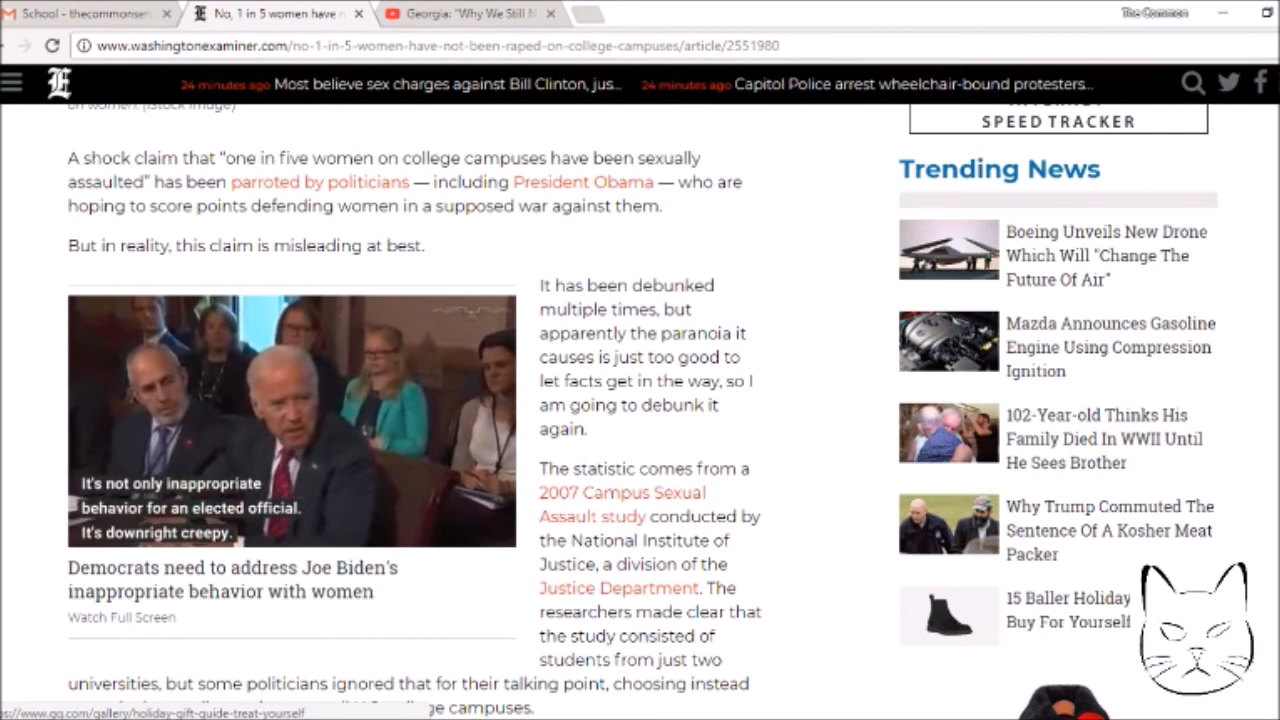 School - thecommonsen
No, 1 in 5 women have n
Georgia: "Why We Still N
The Common
www.washingtonexaminer.com/no-1-in-5-women-have-not-been-raped-on-college-campuses/article/2551980
24 minutes ago Most believe sex charges against Bill Clinton, jus...
24 minutes ago Capitol Police arrest wheelchair-bound protesters...
on women. (iStock image)
SPEED TRACKER
A shock claim that "one in five women on college campuses have been sexually
assaulted" has been parroted by politicians — including President Obama — who are
hoping to score points defending women in a supposed war against them.
But in reality, this claim is misleading at best.
It has been debunked
multiple times, but
apparently the paranoia it
causes is just too good to
let facts get in the way, so I
am going to debunk it
again.
It's not only inappropriate
behavior for an elected official.
It's downright creepy.
Democrats need to address Joe Biden's
inappropriate behavior with women
Watch Full Screen
The statistic comes from a
2007 Campus Sexual
Assault study conducted by
the National Institute of
Justice, a division of the
Justice Department. The
researchers made clear that
the study consisted of
students from just two
universities, but some politicians ignored that for their talking point, choosing instead
ge campuses.
Trending News
Boeing Unveils New Drone
Which Will "Change The
Future Of Air"
Mazda Announces Gasoline
Engine Using Compression
Ignition
102-Year-old Thinks His
Family Died In WWII Until
He Sees Brother
Why Trump Commuted The
Sentence Of A Kosher Meat
Packer
15 Baller Holiday
Buy For Yourself
s://www.gq.com/gallery/holiday-gift-guide-treat-yourself